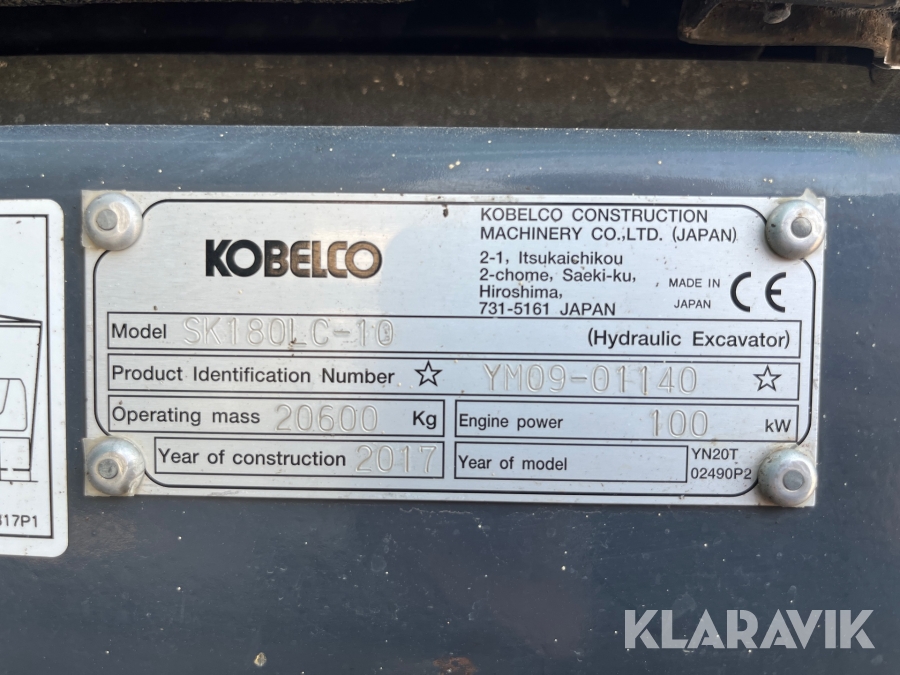 KOBELCO
KOBELCO CONSTRUCTION
MACHINERY CO.,LTD. (JAPAN)
2-1, Itsukaichikou
2-chome, Saeki-ku,
Hiroshima,
731-5161 JAPAN
MADE IN
JAPAN
CE
Model SK180LC-10 (Hydraulic Excavator)
Product Identification Number ☆ YM09-01140 ☆
Operating mass 20600 Kg
Engine power 100 kW
Year of construction 2017
Year of model
YN20T
02490P2
317P1
KLARAVIK